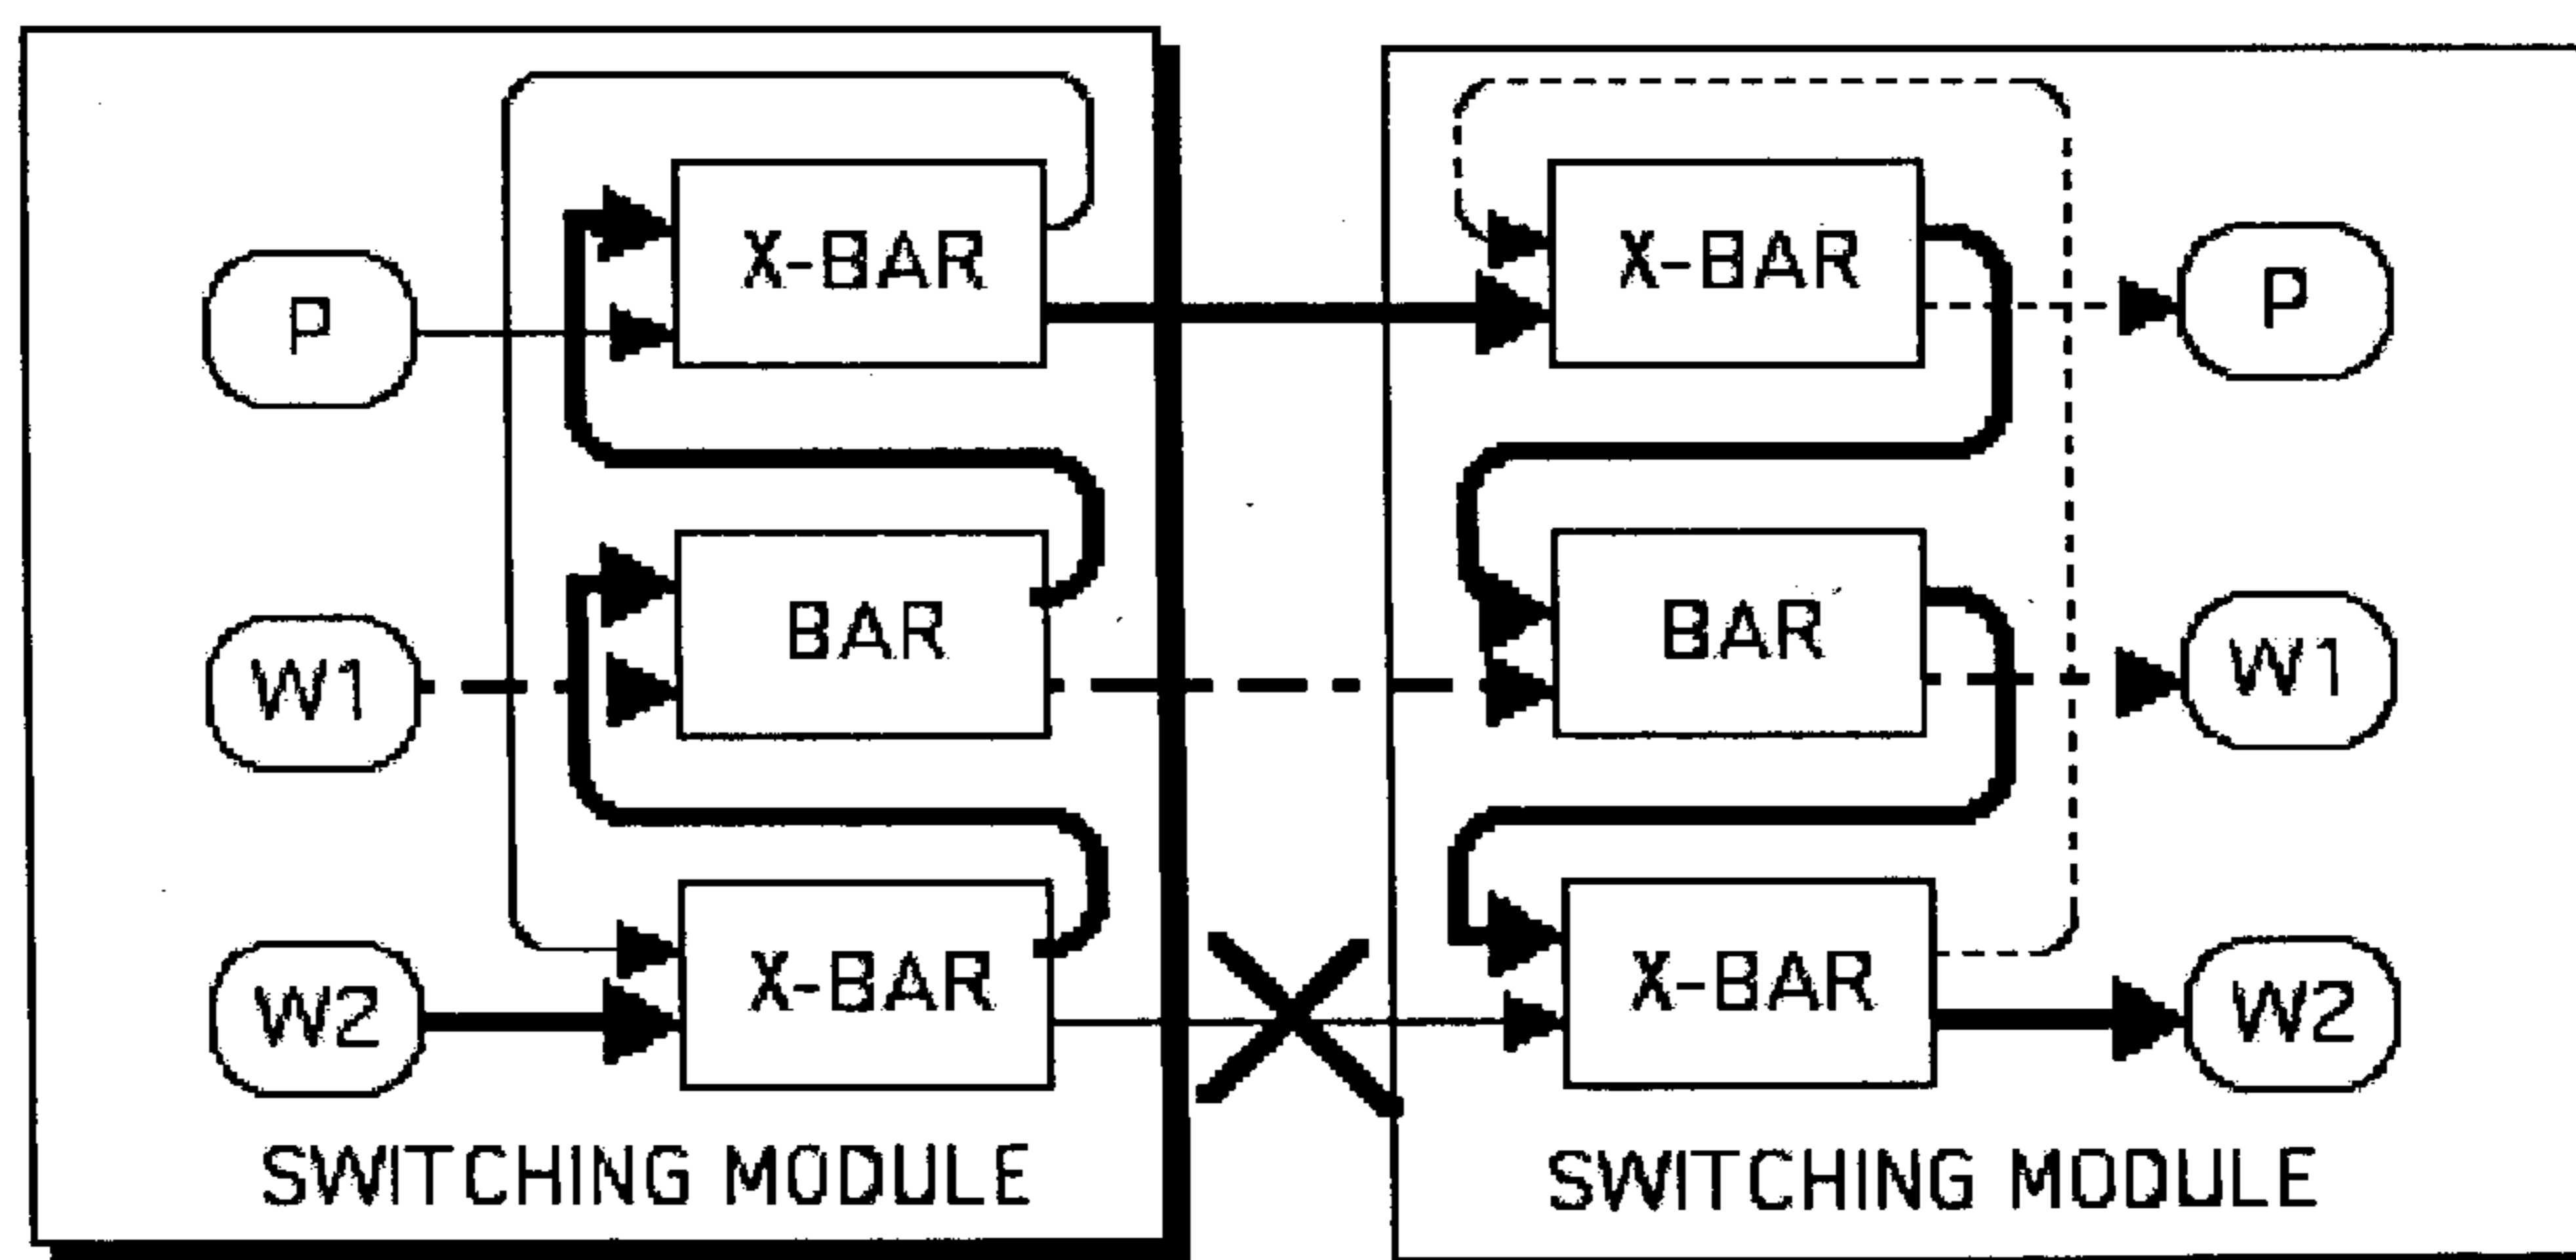 X-BAR
X-BAR
P
P
BAR
BAR
W1
W1
X-BAR
X-BAR
W2
W2
SWITCHING MODULE
SWITCHING MODULE